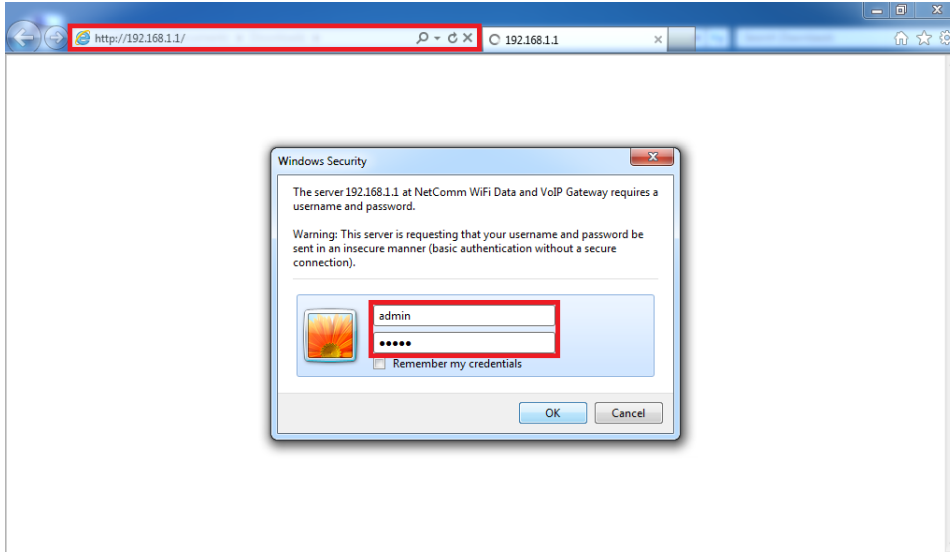 http://192.168.1.1/
192.168.1.1
Windows Security
The server 192.168.1.1 at NetComm WiFi Data and VoIP Gateway requires a
username and password.
Warning: This server is requesting that your username and password be
sent in an insecure manner (basic authentication without a secure
connection).
admin
●●●●●
Remember my credentials
OK
Cancel